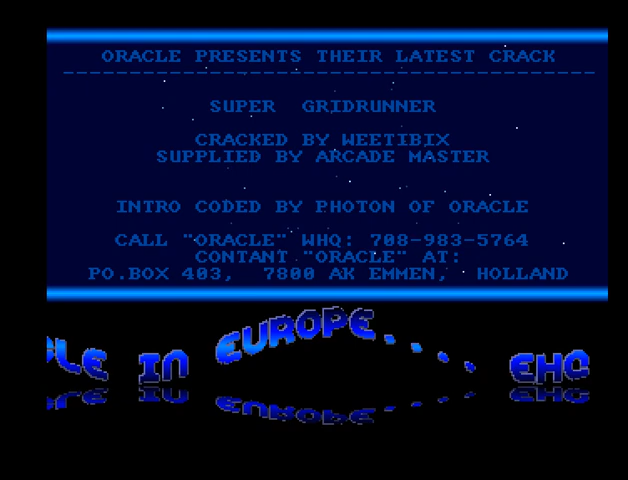 ORACLE PRESENTS THEIR LATEST CRACK
SUPER GRIDRUNNER
CRACKED BY WEETIBIX
SUPPLIED BY ARCADE MASTER
INTRO CODED BY PHOTON OF ORACLE
CALL "ORACLE" WHQ: 708-983-5764
CONTANT "ORACLE" AT:
PO.BOX 403, 7800 AK EMMEN, HOLLAND
LE IN EUROPE..... EHQ